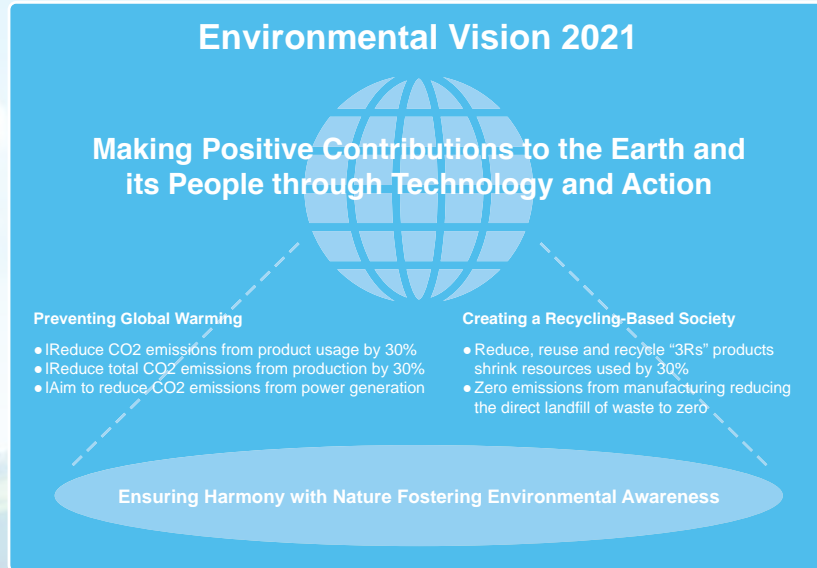 Environmental Vision 2021
Making Positive Contributions to the Earth and
its People through Technology and Action
Preventing Global Warming
●IReduce CO2 emissions from product usage by 30%
●IReduce total CO2 emissions from production by 30%
●IAim to reduce CO2 emissions from power generation
Creating a Recycling-Based Society
●Reduce, reuse and recycle “3Rs” products
shrink resources used by 30%
●Zero emissions from manufacturing reducing
the direct landfill of waste to zero
Ensuring Harmony with Nature Fostering Environmental Awareness